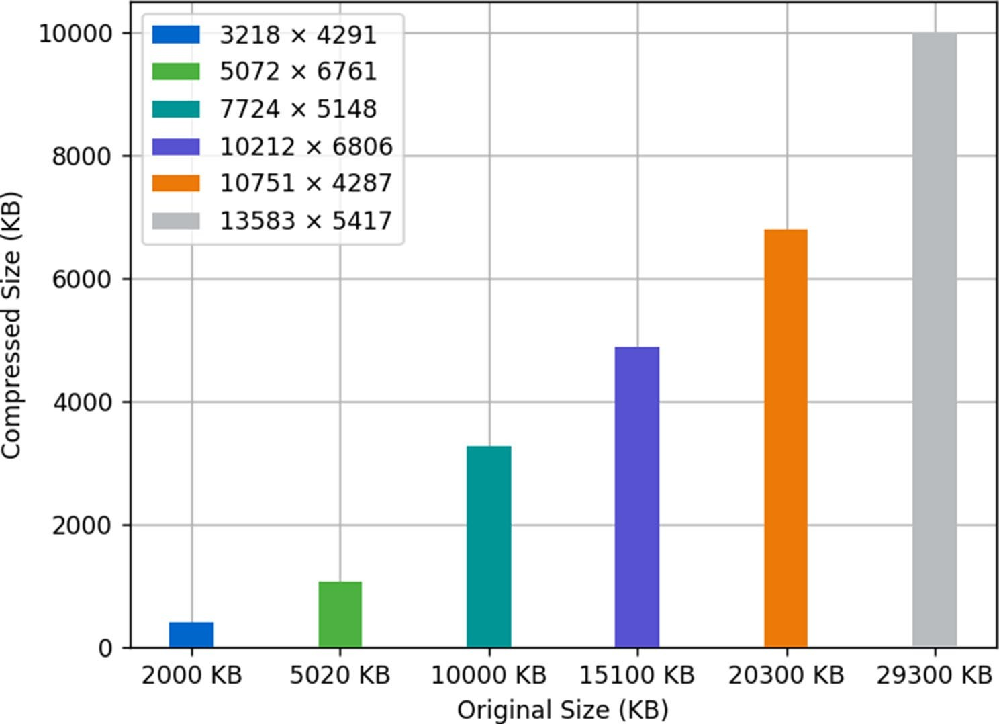 10000
8000
6000
4000
2000
0
Compressed Size (KB)
3218 × 4291
5072 × 6761
7724 × 5148
10212 × 6806
10751 × 4287
13583 × 5417
2000 KB 5020 KB 10000 KB 15100 KB 20300 KB 29300 KB
Original Size (KB)